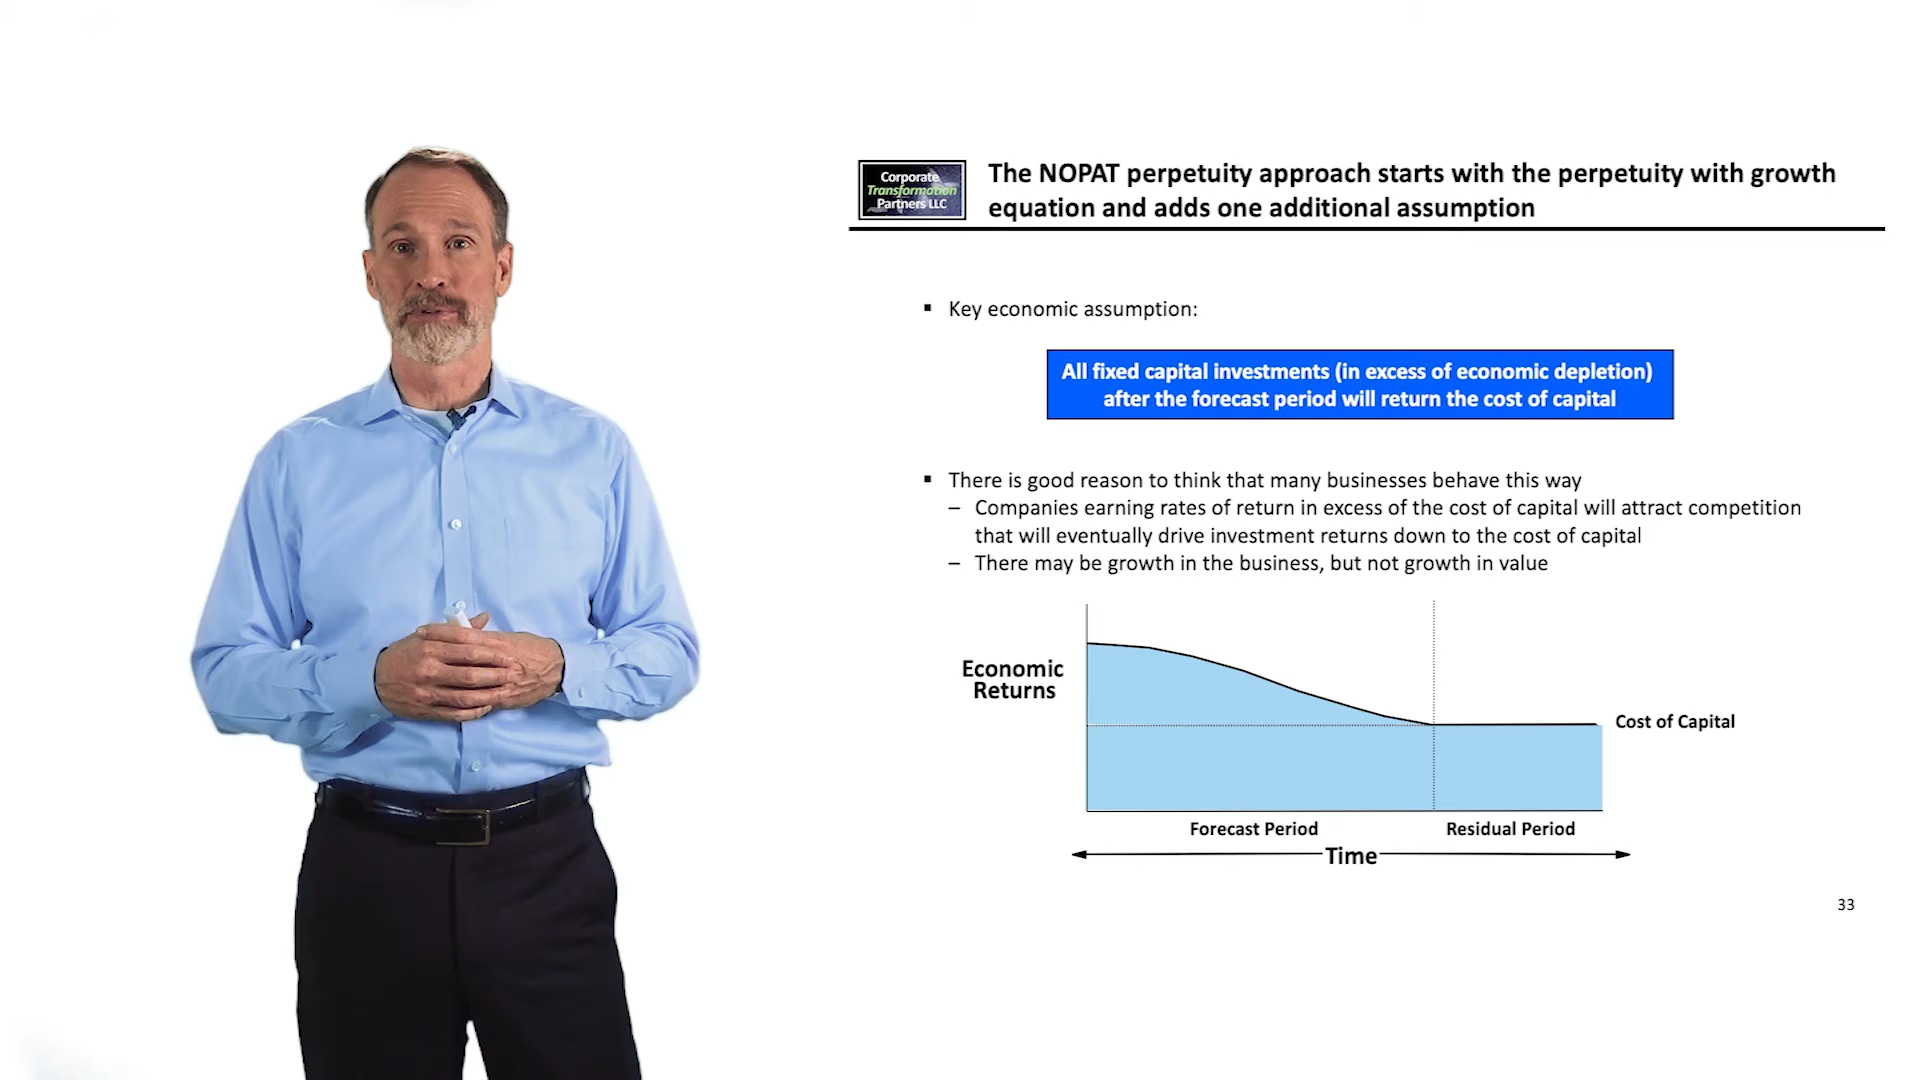 Corporate
Transformation
Partners LLC
The NOPAT perpetuity approach starts with the perpetuity with growth
equation and adds one additional assumption
▪ Key economic assumption:
All fixed capital investments (in excess of economic depletion)
after the forecast period will return the cost of capital
▪ There is good reason to think that many businesses behave this way
– Companies earning rates of return in excess of the cost of capital will attract competition
that will eventually drive investment returns down to the cost of capital
– There may be growth in the business, but not growth in value
Economic
Returns
Cost of Capital
Forecast Period
Residual Period
Time
33